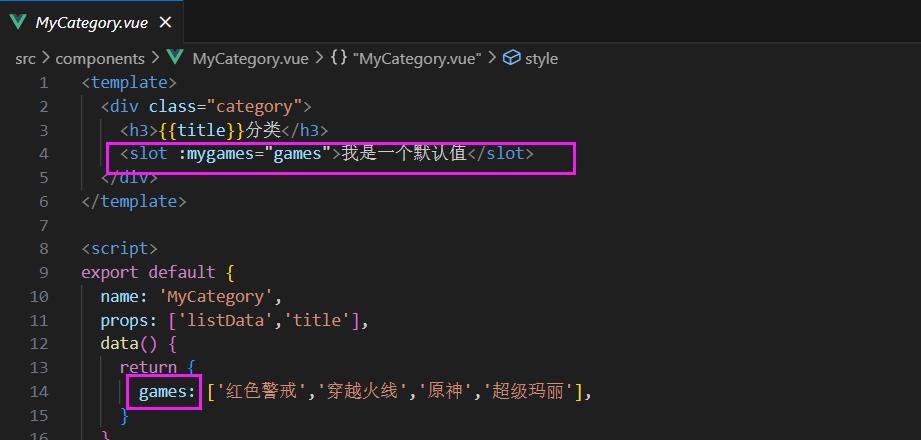 MyCategory.vue ×
src > components > MyCategory.vue > {} "MyCategory.vue" > style
1 <template>
2 <div class="category">
3 <h3>{{title}}分类</h3>
4 <slot :mygames="games">我是一个默认值</slot>
5 </div>
6 </template>
7
8 <script>
9 export default {
10 name: 'MyCategory',
11 props: ['listData','title'],
12 data() {
13 return {
14 games: ['红色警戒','穿越火线','原神','超级玛丽'],
15 }
16 }